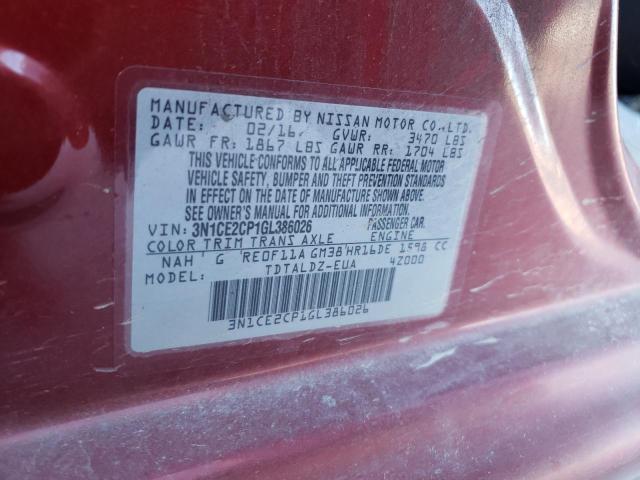 MANUFACTURED BY NISSAN MOTOR CO.,LTD.
DATE: 02/16 GVWR: 3470 LBS
GAWR FR: 1867 LBS GAWR RR: 1704 LBS
THIS VEHICLE CONFORMS TO ALL APPLICABLE FEDERAL MOTOR
VEHICLE SAFETY, BUMPER AND THEFT PREVENTION STANDARDS
IN EFFECT ON THE DATE OF MANUFACTURE SHOWN ABOVE.
SEE OWNER'S MANUAL FOR ADDITIONAL INFORMATION.
VIN: 3N1CE2CP1GL386026 PASSENGER CAR.
COLOR TRIM TRANS AXLE ENGINE
NAH G RE0F11A GM38 HR16DE 1598 CC
MODEL: TDTALDZ-EUA 4Z000
3N1CE2CP1GL386026